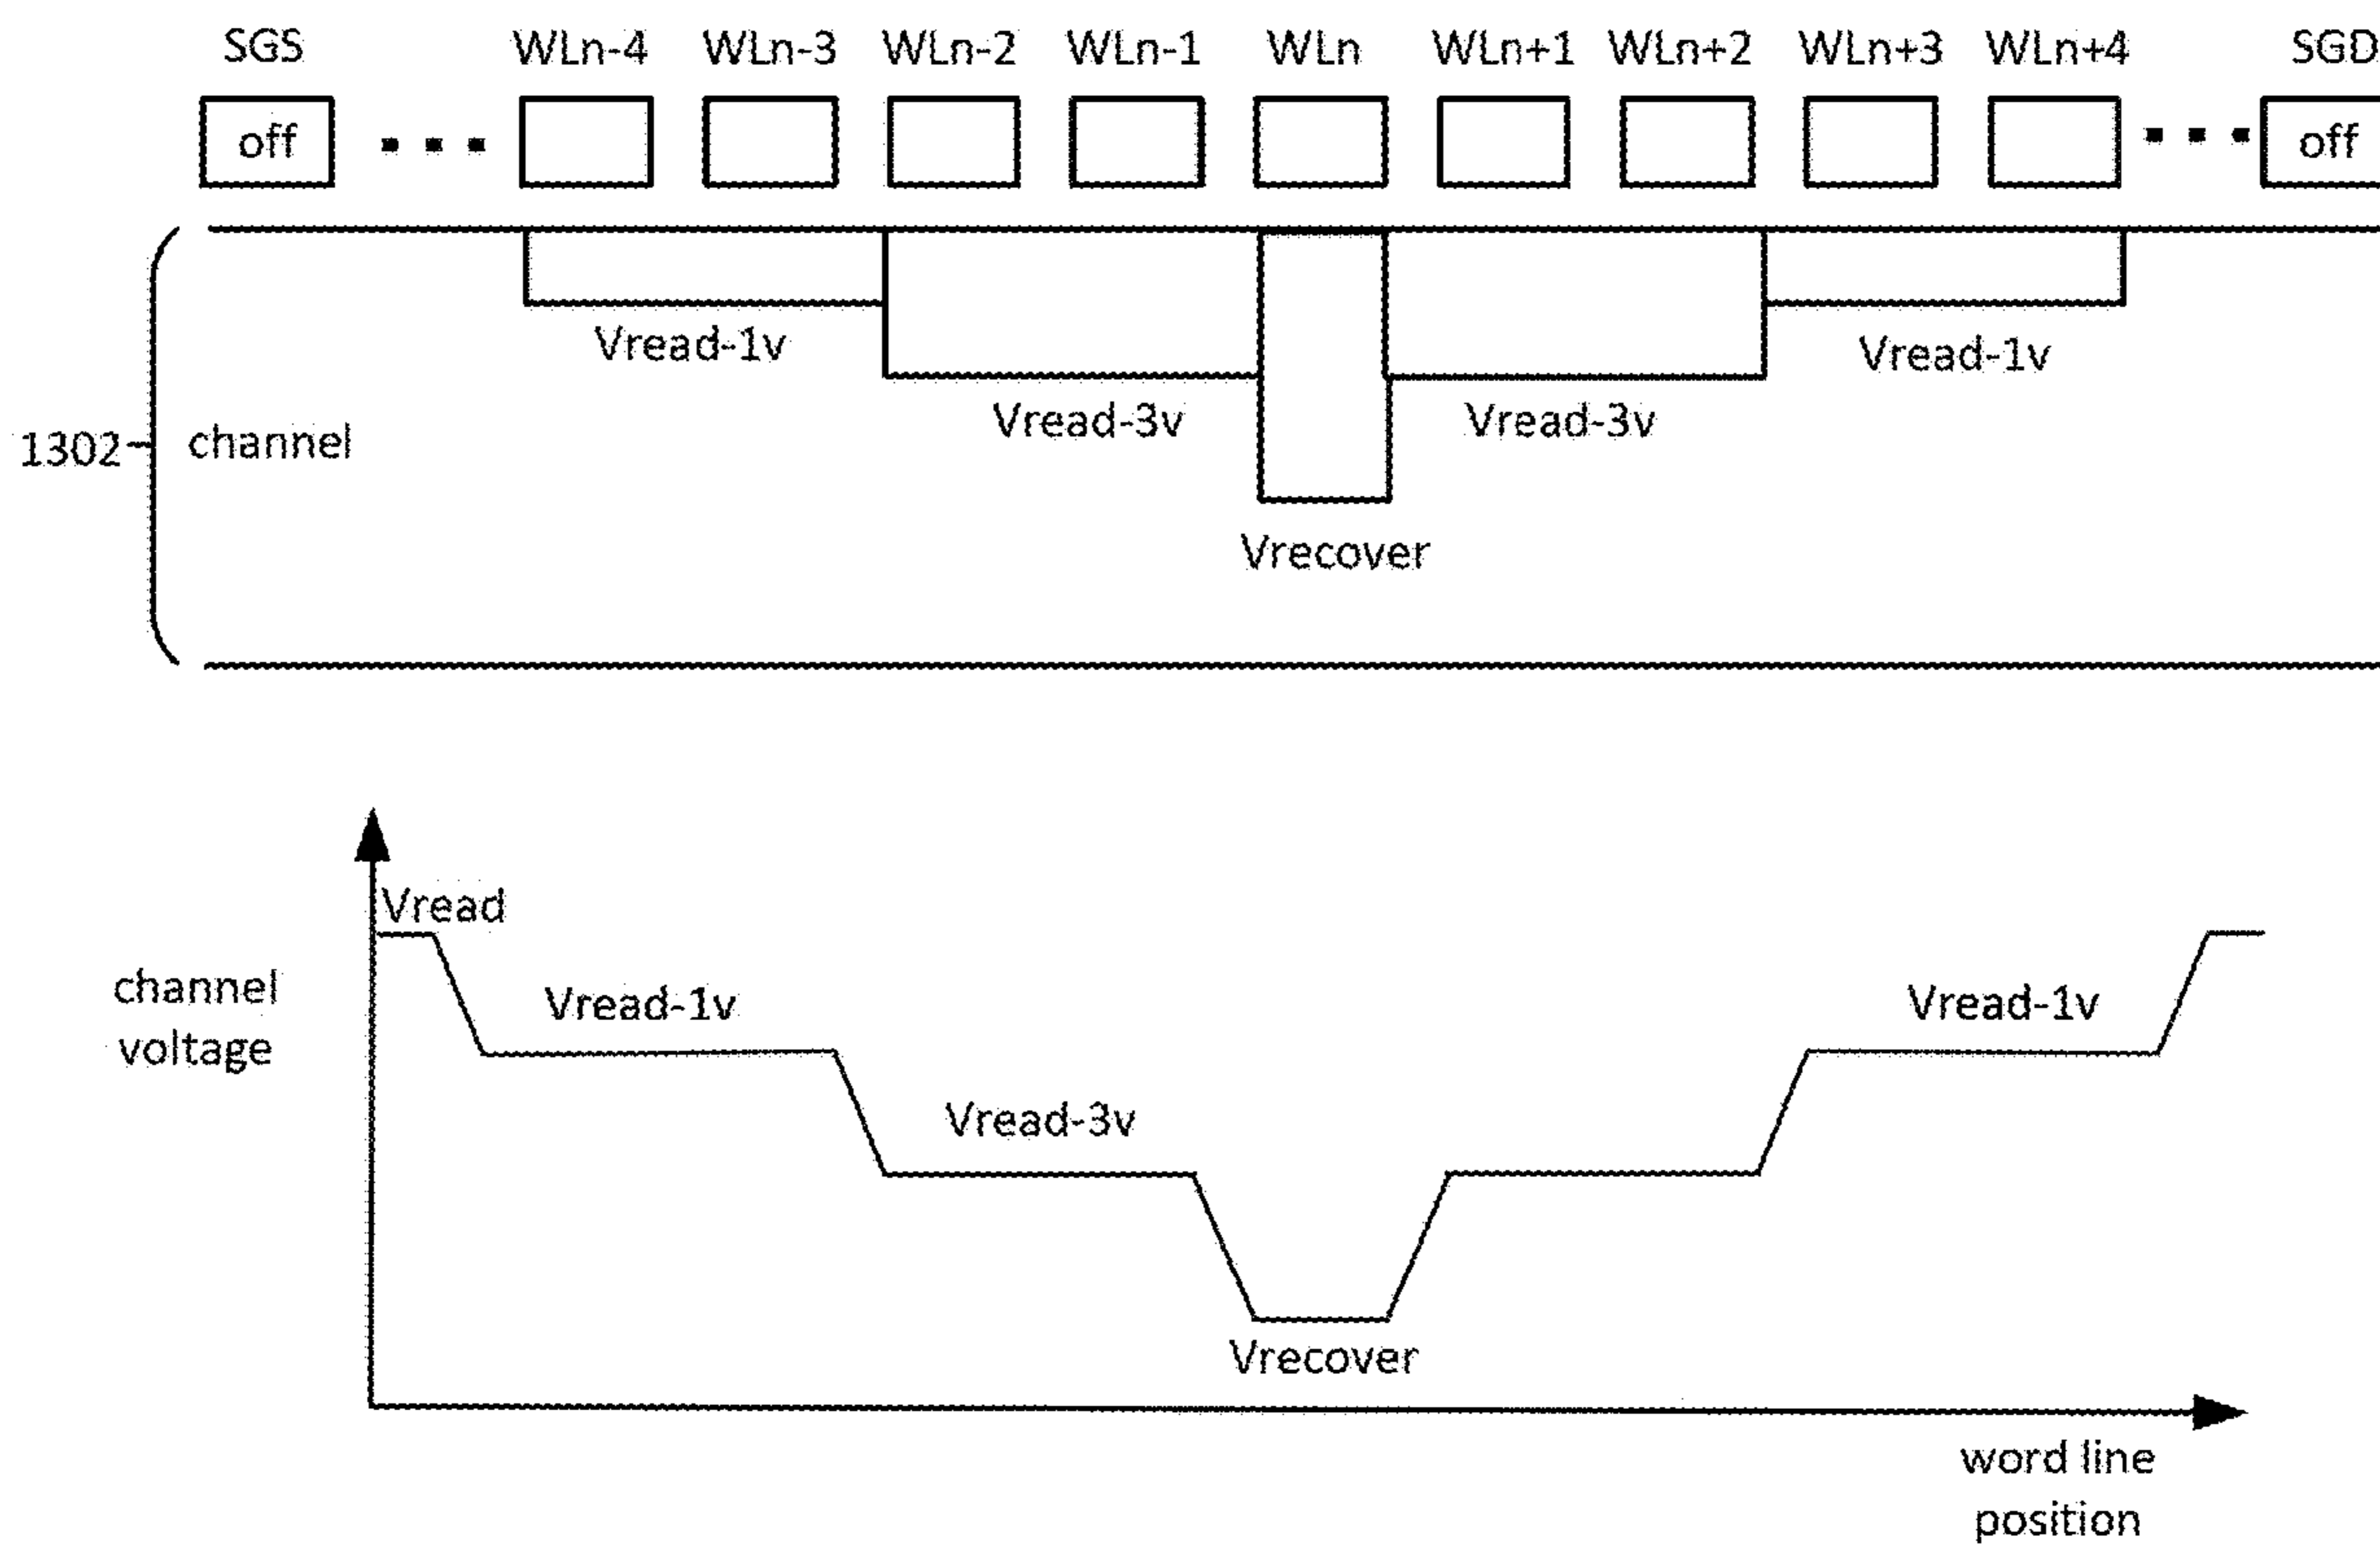 SGS WLn-4 WLn-3 WLn-2 WLn-1 WLn WLn+1 WLn+2 WLn+3 WLn+4 SGD
off off
Vread-1v Vread-1v
Vread-3v Vread-3v
1302 channel
Vrecover
Vread
channel
voltage
Vread-1v Vread-1v
Vread-3v
Vrecover
word line
position